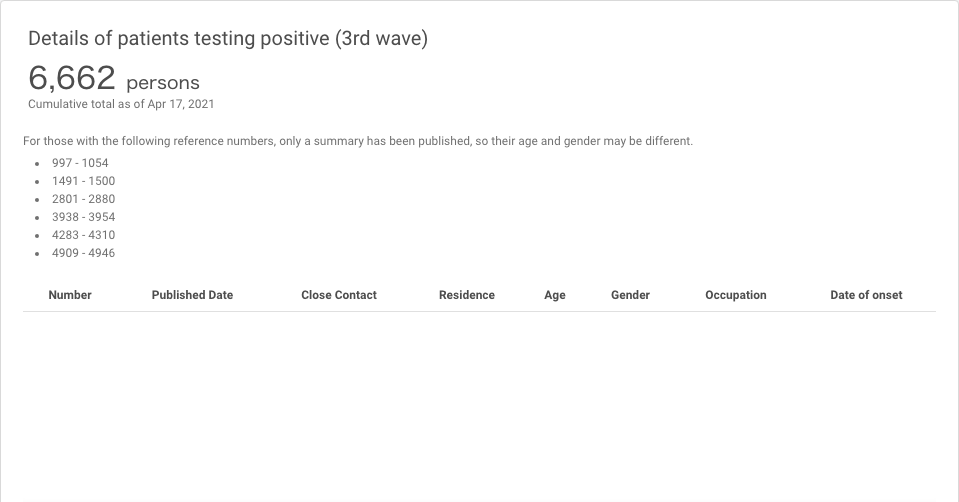 Details of patients testing positive (3rd wave)
6,662 persons
Cumulative total as of Apr 17, 2021
For those with the following reference numbers, only a summary has been published, so their age and gender may be different.
997 - 1054
1491 - 1500
2801 - 2880
3938 - 3954
4283 - 4310
4909 - 4946
Number Published Date Close Contact Residence Age Gender Occupation Date of onset